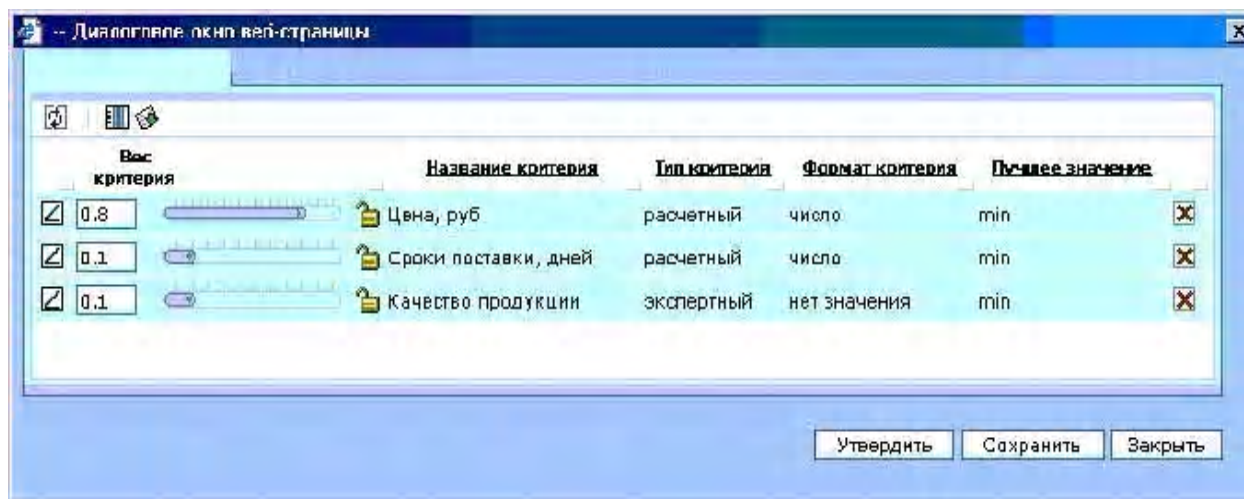 -- Диалоговое окно веб-страницы
Вес критерия Название критерия Тип критерия Формат критерия Лучшее значение
0.8 Цена, руб расчетный число min
0.1 Сроки поставки, дней расчетный число min
0.1 Качество продукции экспертный нет значения min
Утвердить Сохранить Закрыть